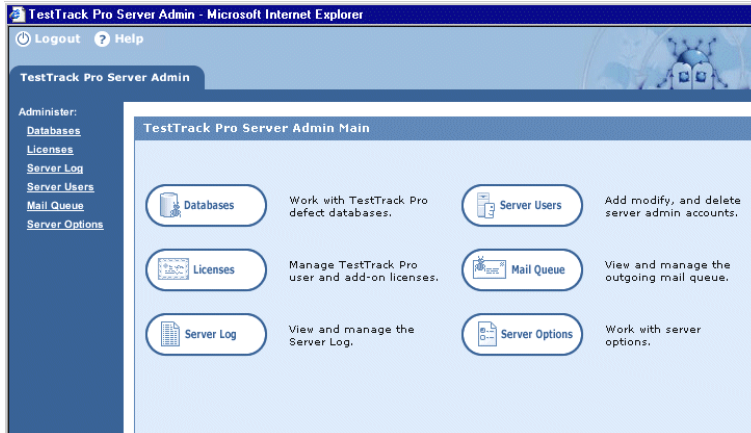 TestTrack Pro Server Admin - Microsoft Internet Explorer
Logout ? Help
TestTrack Pro Server Admin
Administer:
Databases
Licenses
Server Log
Server Users
Mail Queue
Server Options
TestTrack Pro Server Admin Main
Databases
Work with TestTrack Pro
defect databases.
Server Users
Add modify, and delete
server admin accounts.
Licenses
Manage TestTrack Pro
user and add-on licenses.
Mail Queue
View and manage the
outgoing mail queue.
Server Log
View and manage the
Server Log.
Server Options
Work with server
options.